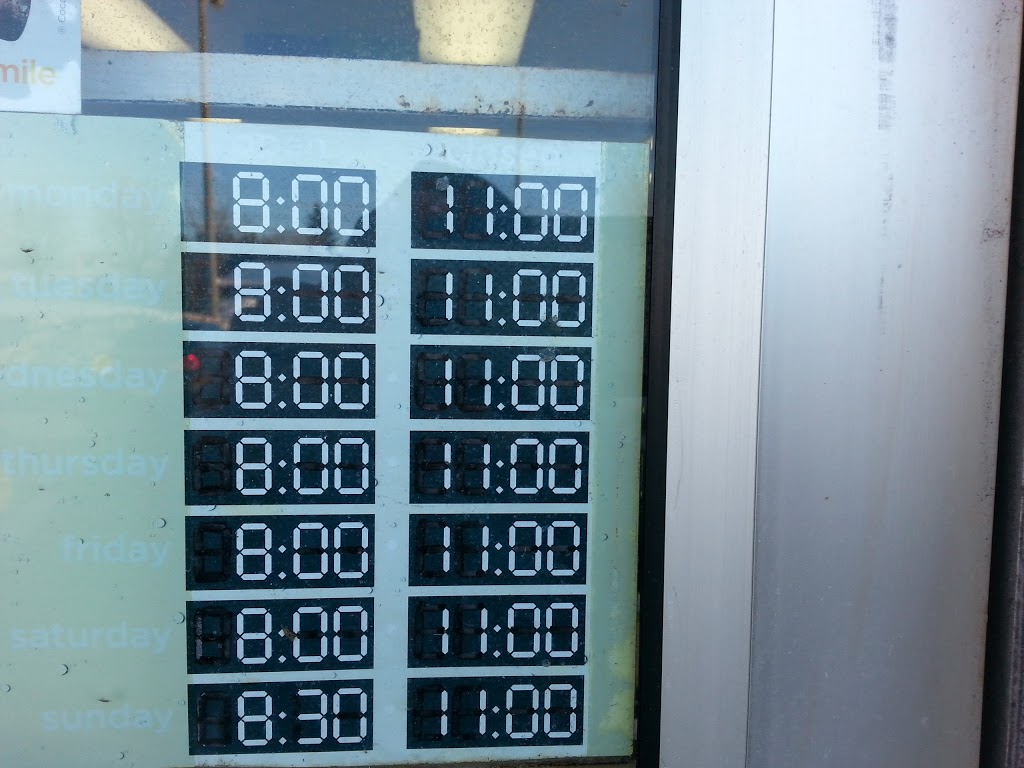 mile
open
monday 8:00 11:00
tuesday 8:00 11:00
dnesday 8:00 11:00
thursday 8:00 11:00
friday 8:00 11:00
saturday 8:00 11:00
sunday 8:30 11:00